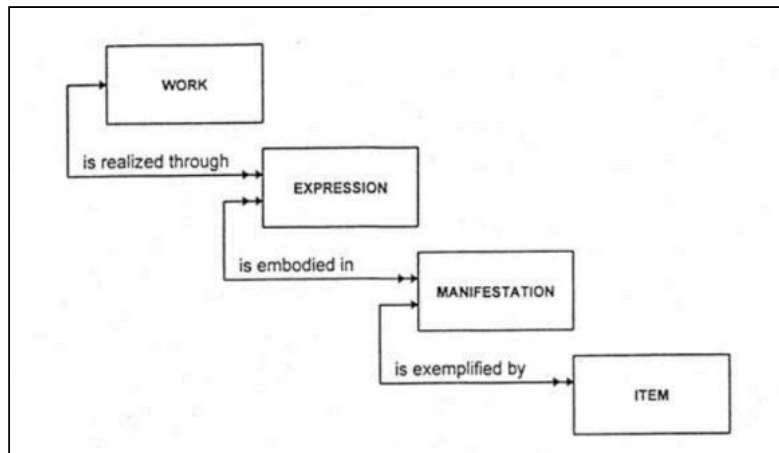 WORK
is realized through
EXPRESSION
is embodied in
MANIFESTATION
is exemplified by
ITEM